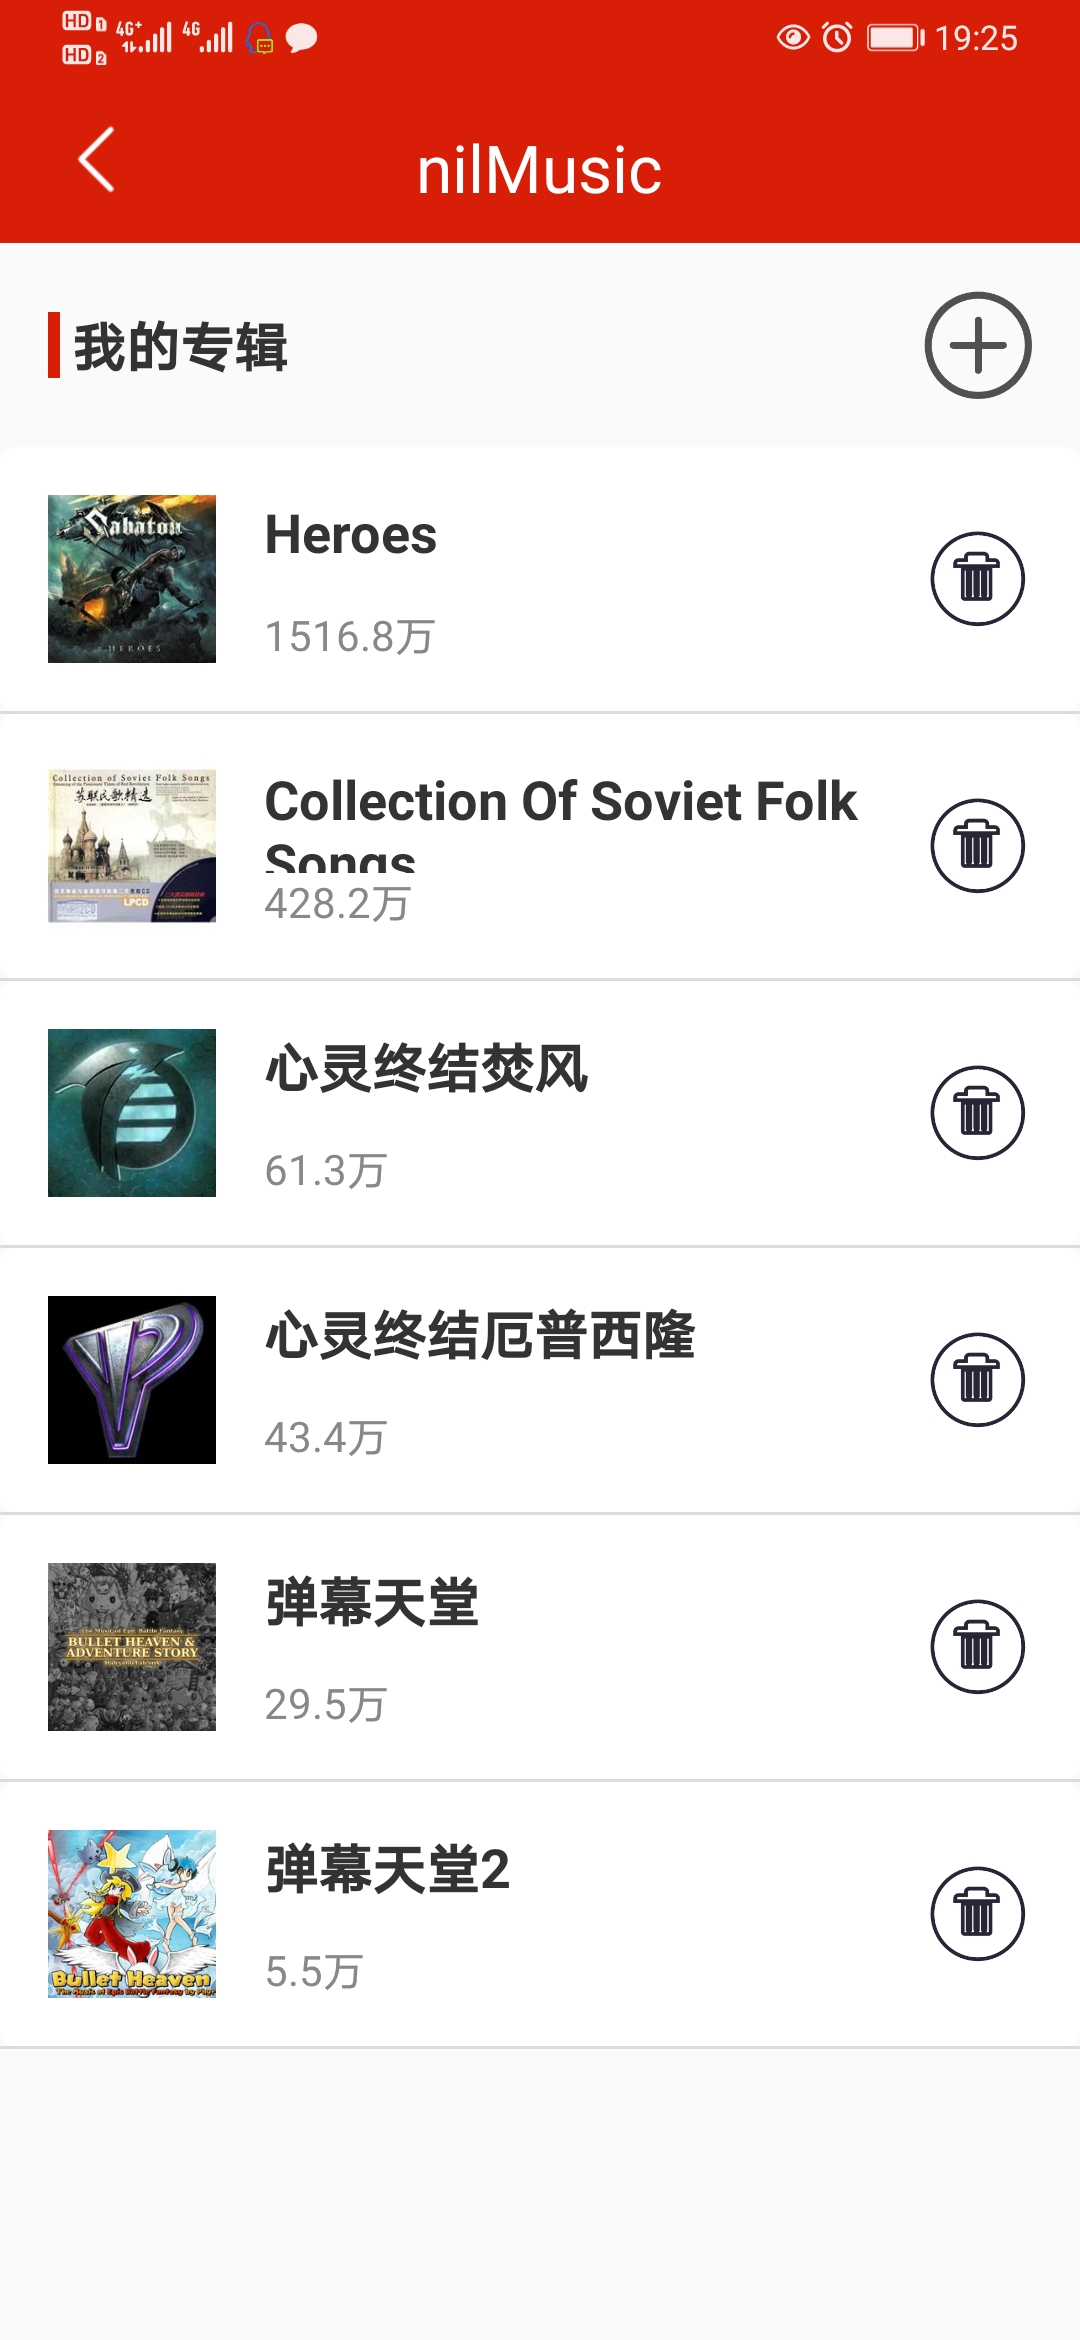 HD 1 4G+ 4G 19:25
HD 2
nilMusic
我的专辑
Sabaton
HEROES
Heroes
1516.8万
Collection of Soviet Folk Songs
苏联民歌精选
LPCD
Collection Of Soviet Folk
Songs
428.2万
心灵终结焚风
61.3万
心灵终结厄普西隆
43.4万
The Music of Epic Battle Fantasy
BULLET HEAVEN &
ADVENTURE STORY
弹幕天堂
29.5万
Bullet Heaven
The Music of Epic Battle Fantasy by Phyr
弹幕天堂2
5.5万